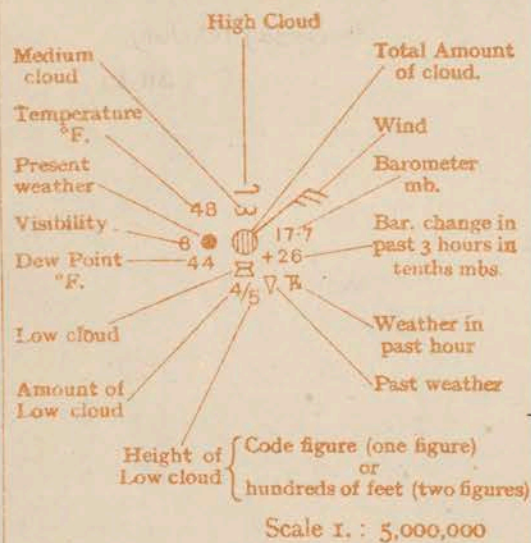 High Cloud
Medium
cloud
Total Amount
of cloud.
Temperature
°F.
Wind
Present
weather
Barometer
mb.
48
Visibility
8
17.7
Bar. change in
past 3 hours in
tenths mbs.
Dew Point
°F.
44
+26
4/5
Low cloud
Weather in
past hour
Amount of
Low cloud
Past weather
Height of
Low cloud
Code figure (one figure)
or
hundreds of feet (two figures)
Scale 1. : 5,000,000